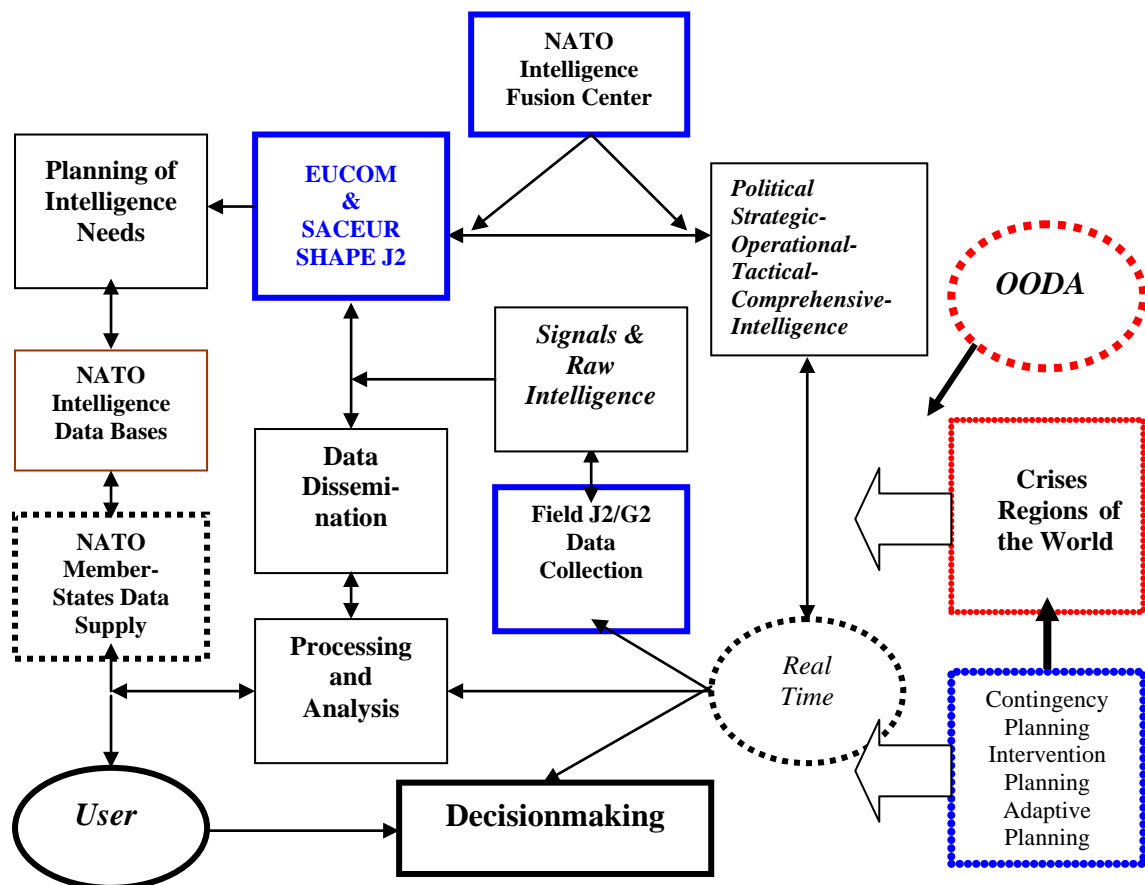 NATO
Intelligence
Fusion Center
Planning of
Intelligence
Needs
EUCOM
&
SACEUR
SHAPE J2
Political
Strategic-
Operational-
Tactical-
Comprehensive-
Intelligence
OODA
Signals &
Raw
Intelligence
NATO
Intelligence
Data Bases
Data
Dissemi-
nation
Field J2/G2
Data
Collection
Crises
Regions of
the World
NATO
Member-
States Data
Supply
Processing
and
Analysis
Real
Time
Contingency
Planning
Intervention
Planning
Adaptive
Planning
User
Decisionmaking